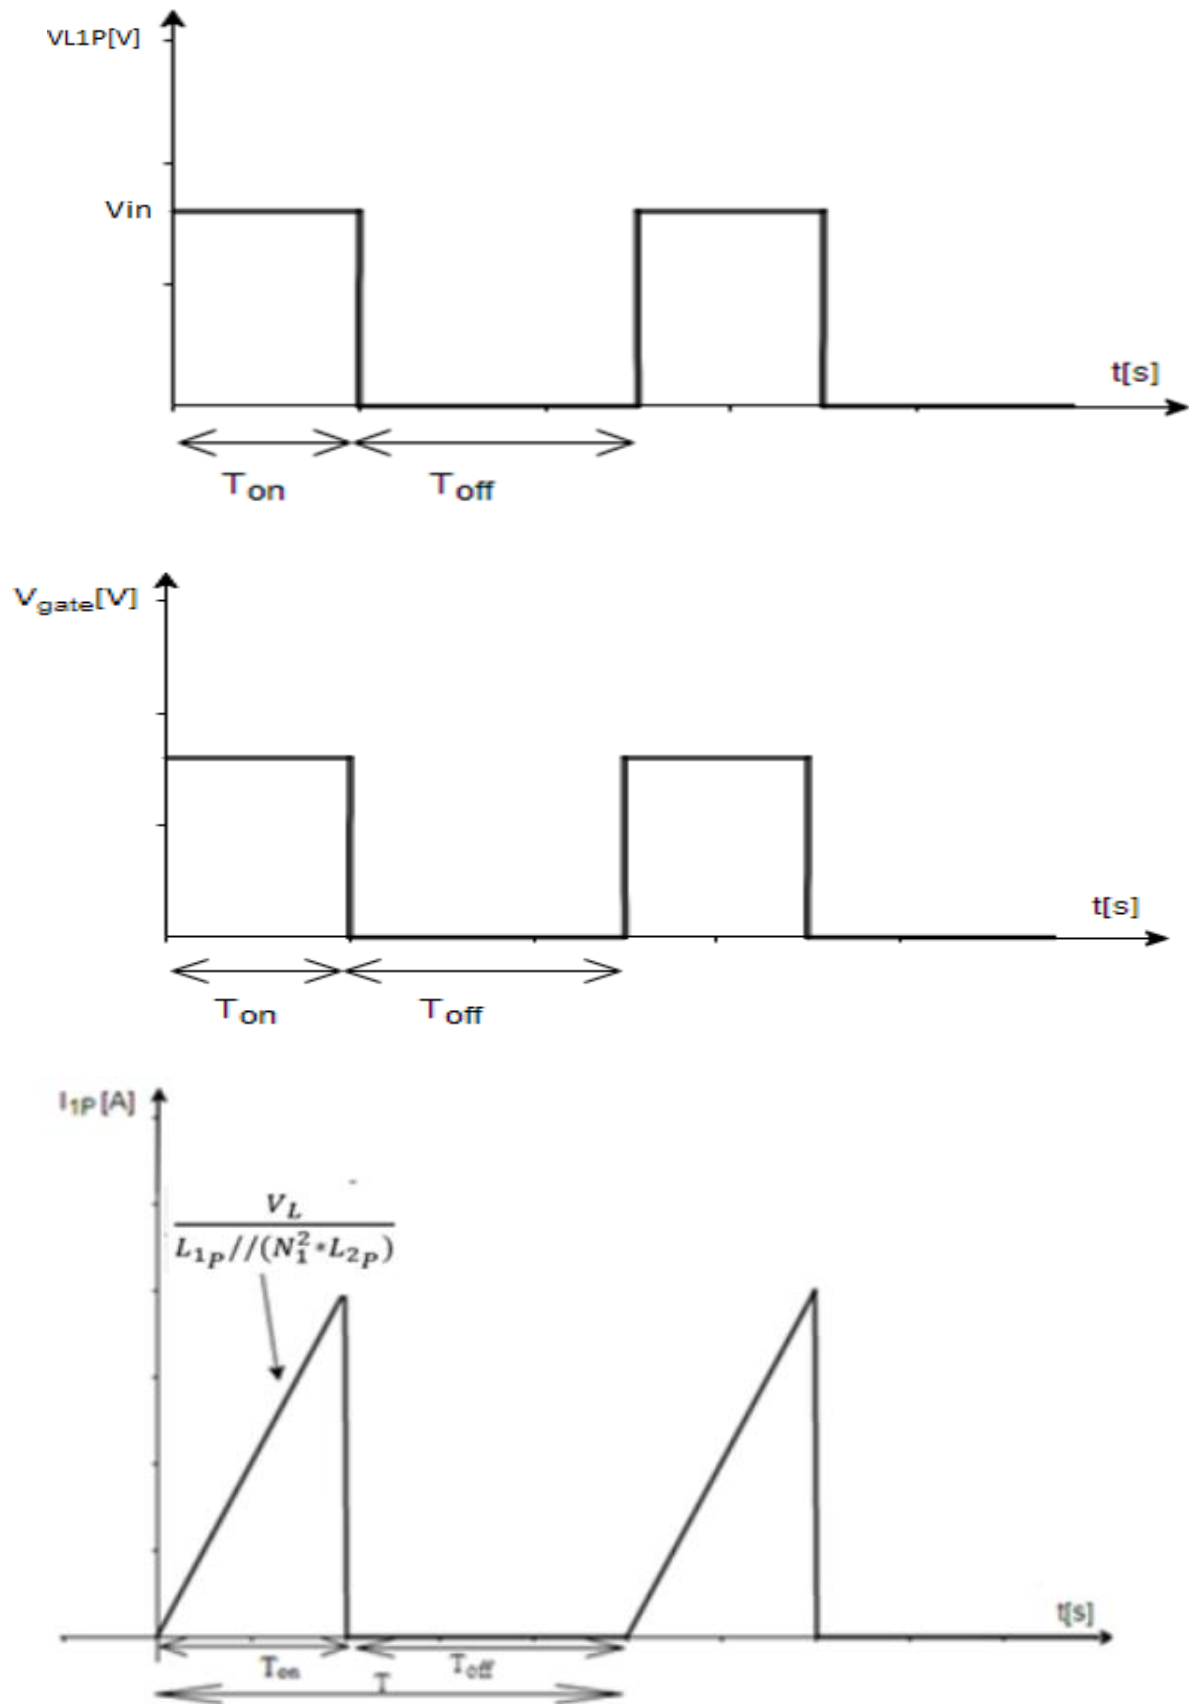 VL1P[V]
Vin
t[s]
Ton Toff
Vgate[V]
t[s]
Ton Toff
I1P[A]
VL
L1P//(N1²*L2P)
t[s]
Ton Toff
T